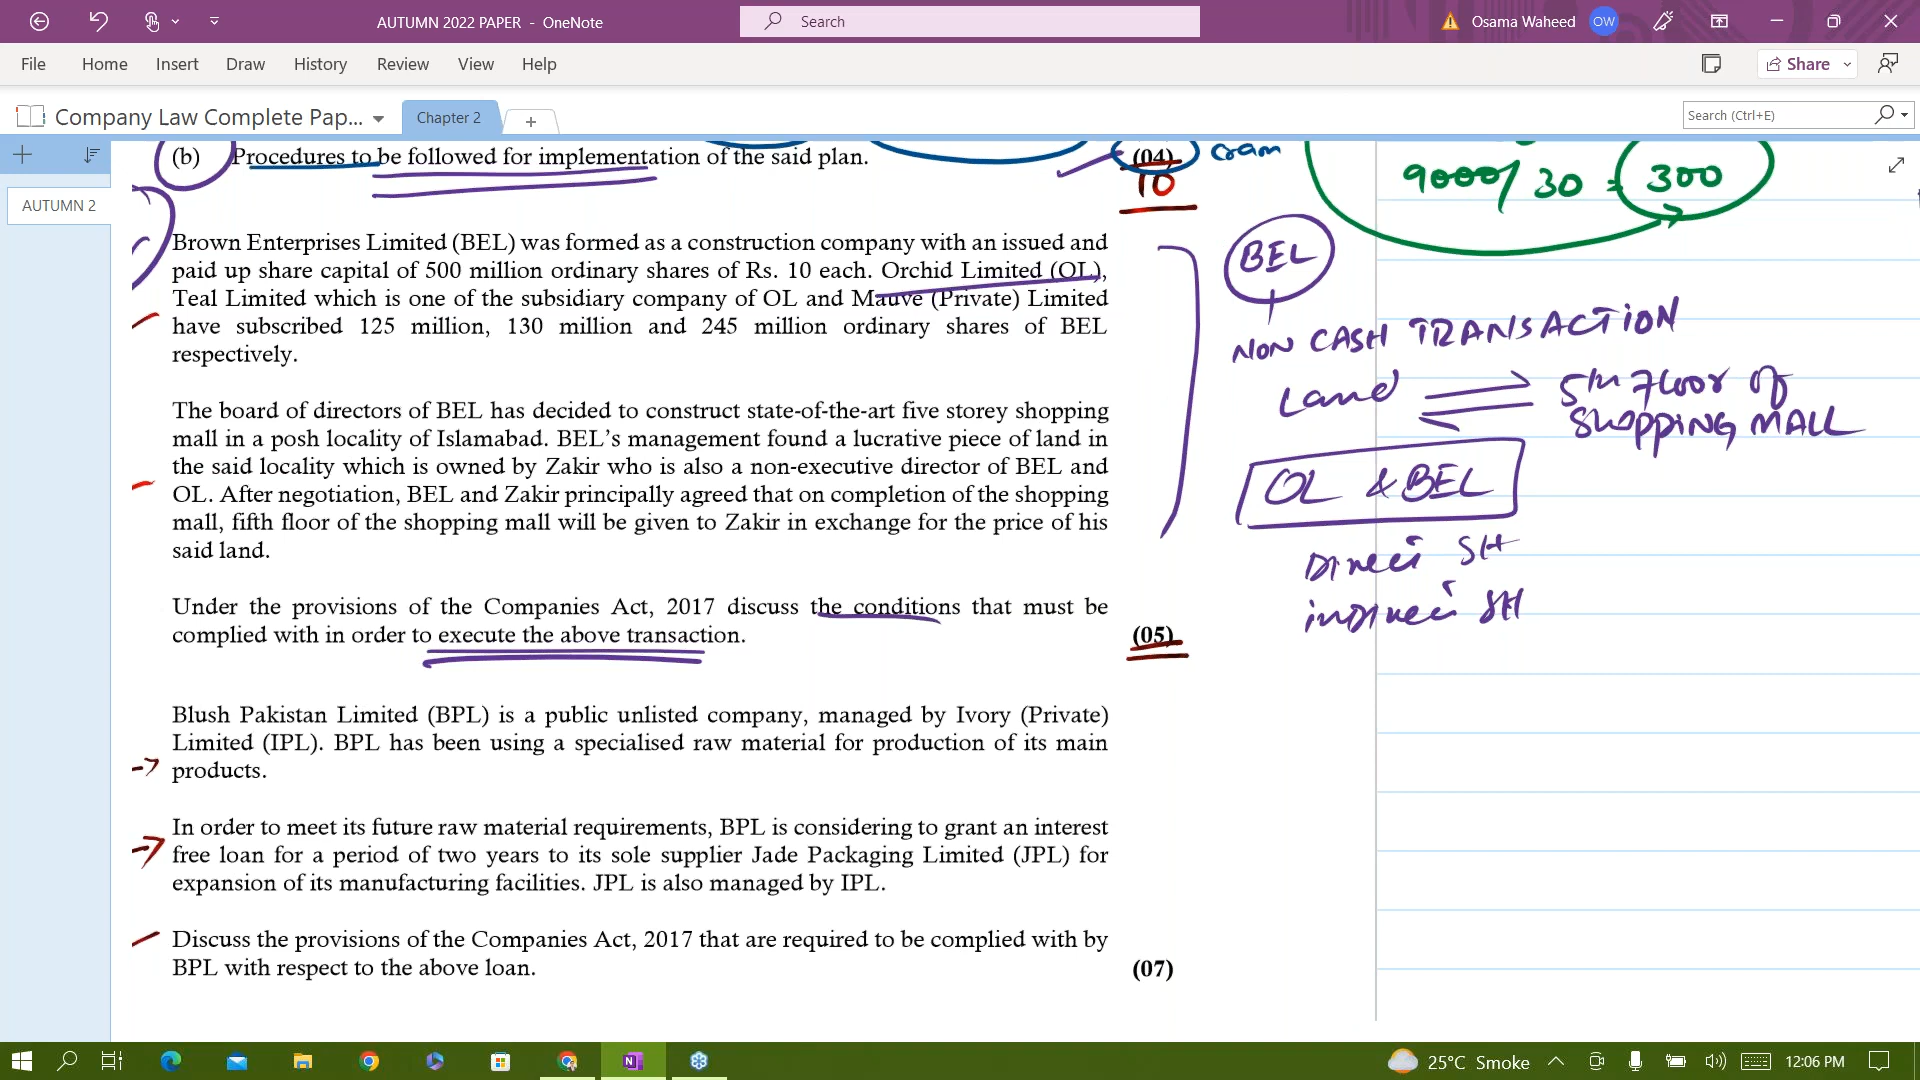 AUTUMN 2022 PAPER - OneNote
Search
Osama Waheed
OW
File Home Insert Draw History Review View Help
Share
Company Law Complete Pap...
Chapter 2
+
Search (Ctrl+E)
AUTUMN 2
(b) Procedures to be followed for implementation of the said plan.
(04)
10
9000/30 = 300
Brown Enterprises Limited (BEL) was formed as a construction company with an issued and
paid up share capital of 500 million ordinary shares of Rs. 10 each. Orchid Limited (OL),
Teal Limited which is one of the subsidiary company of OL and Mauve (Private) Limited
have subscribed 125 million, 130 million and 245 million ordinary shares of BEL
respectively.
The board of directors of BEL has decided to construct state-of-the-art five storey shopping
mall in a posh locality of Islamabad. BEL's management found a lucrative piece of land in
the said locality which is owned by Zakir who is also a non-executive director of BEL and
OL. After negotiation, BEL and Zakir principally agreed that on completion of the shopping
mall, fifth floor of the shopping mall will be given to Zakir in exchange for the price of his
said land.
Under the provisions of the Companies Act, 2017 discuss the conditions that must be
complied with in order to execute the above transaction.
(05)
BEL
NON CASH TRANSACTION
Land
5th Floor of
SHOPPING MALL
OL & BEL
Direct SH
indirect SH
Blush Pakistan Limited (BPL) is a public unlisted company, managed by Ivory (Private)
Limited (IPL). BPL has been using a specialised raw material for production of its main
products.
In order to meet its future raw material requirements, BPL is considering to grant an interest
free loan for a period of two years to its sole supplier Jade Packaging Limited (JPL) for
expansion of its manufacturing facilities. JPL is also managed by IPL.
Discuss the provisions of the Companies Act, 2017 that are required to be complied with by
BPL with respect to the above loan.
(07)
25°C Smoke
12:06 PM